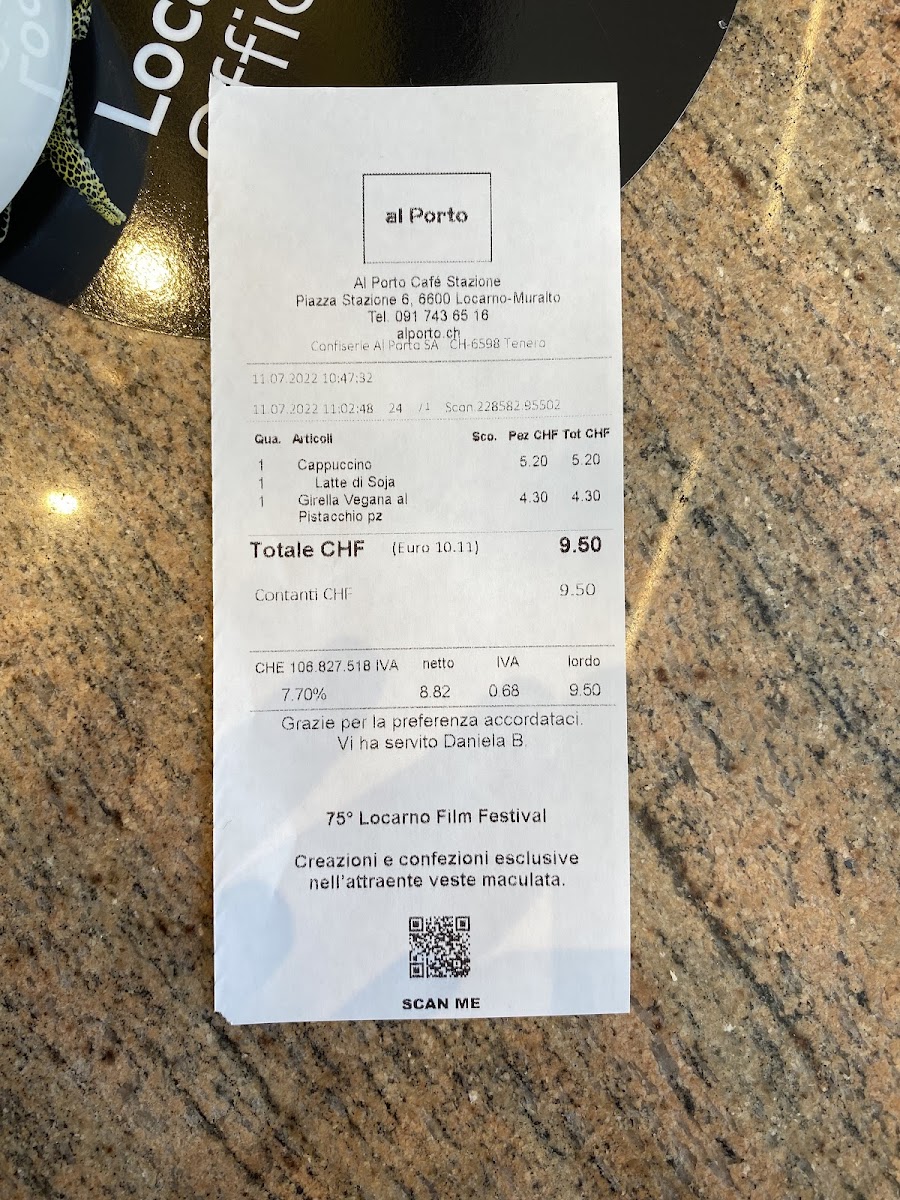 Loca
Offic
al Porto
Al Porto Café Stazione
Piazza Stazione 6, 6600 Locarno-Muralto
Tel. 091 743 65 16
alporto.ch
Confiserie Al Porto SA CH-6598 Tenero
11.07.2022 10:47:32
11.07.2022 11:02:48 24 /1 Scan.228582.95502
Qua. Articoli Sco. Pez CHF Tot CHF
1 Cappuccino 5.20 5.20
1 Latte di Soja
1 Girella Vegana al 4.30 4.30
Pistacchio pz
Totale CHF (Euro 10.11) 9.50
Contanti CHF 9.50
CHE 106.827.518 IVA netto IVA lordo
7.70% 8.82 0.68 9.50
Grazie per la preferenza accordataci.
Vi ha servito Daniela B.
75° Locarno Film Festival
Creazioni e confezioni esclusive
nell'attraente veste maculata.
SCAN ME